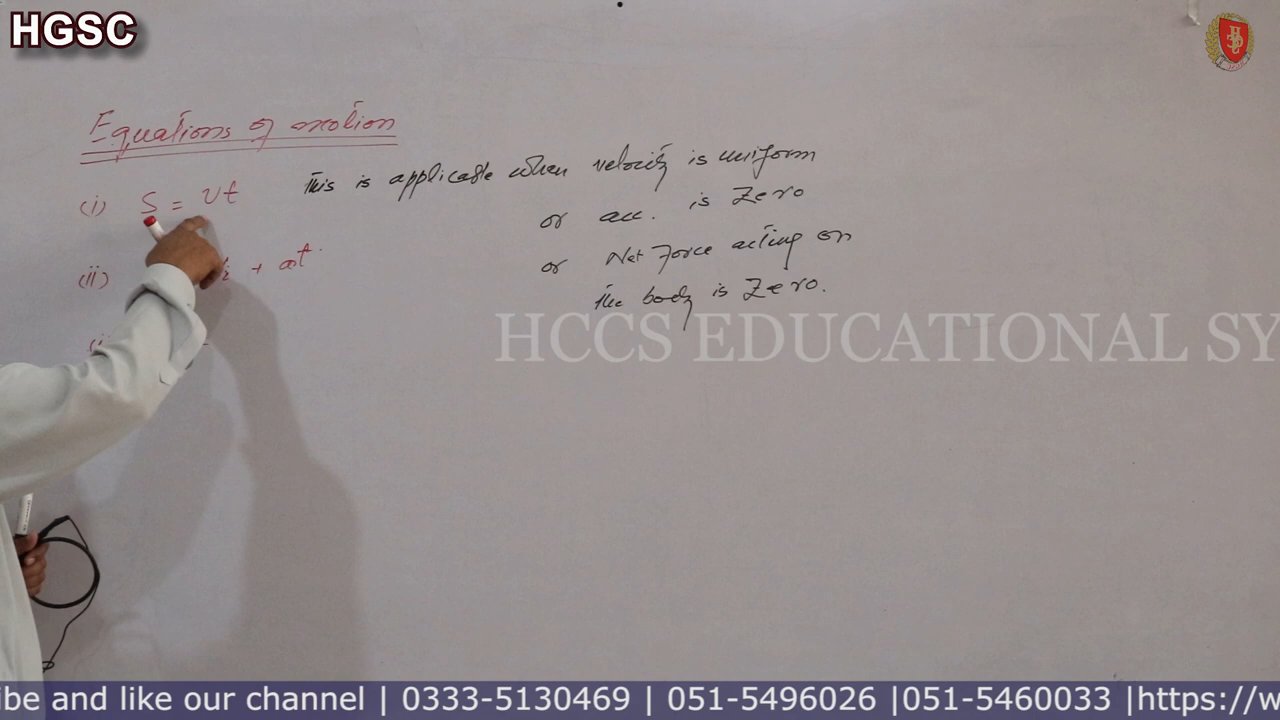 HGSC
Equations of motion
(i) S = vt This is applicable when velocity is uniform
or acc. is Zero
(ii) + at or Net Force acting on
the body is Zero.
HCCS EDUCATIONAL SY
ibe and like our channel | 0333-5130469 | 051-5496026 |051-5460033 |https://w